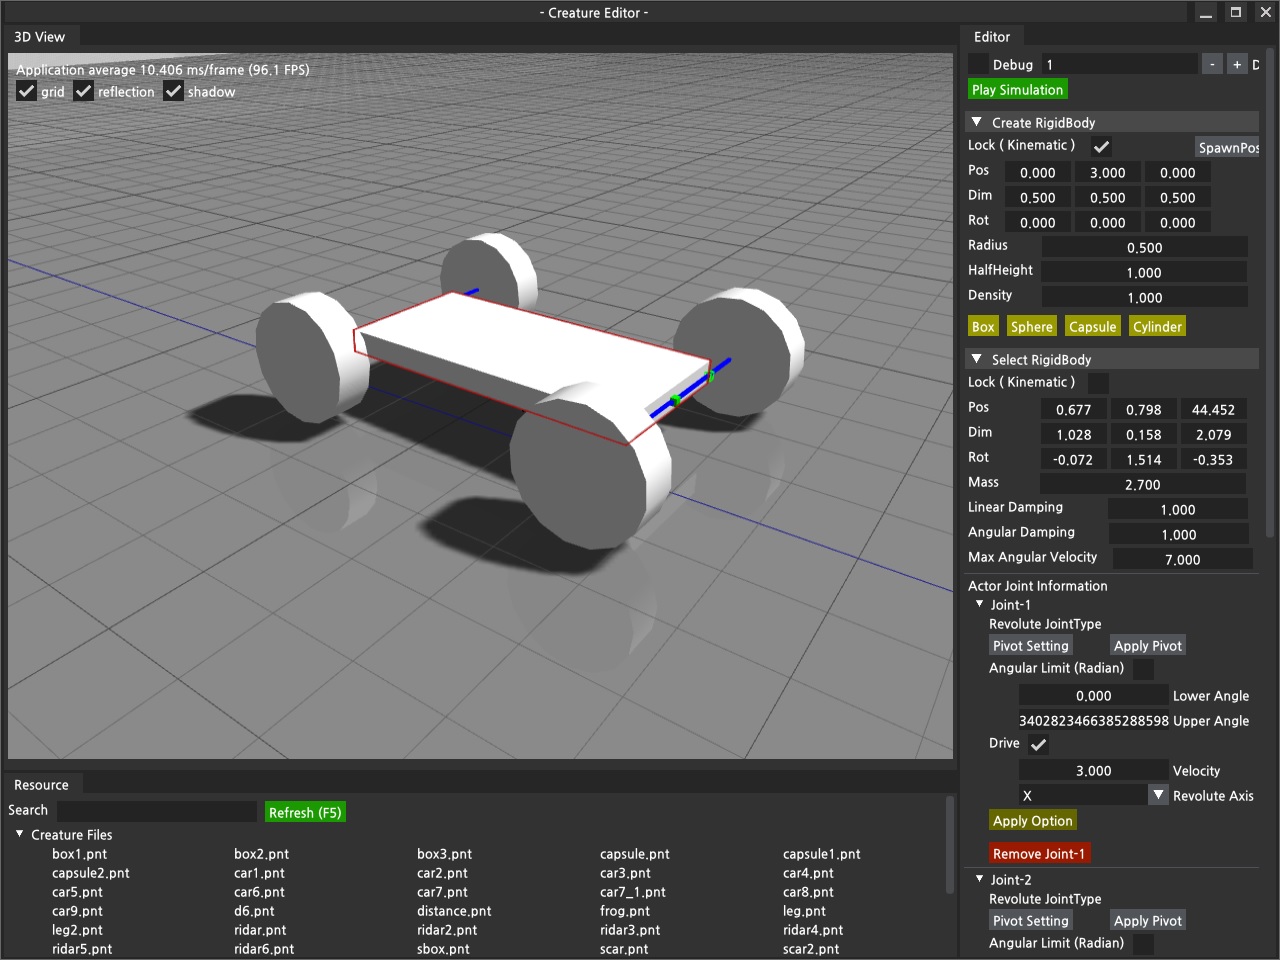 - Creature Editor -
3D View
Application average 10.406 ms/frame (96.1 FPS)
grid reflection shadow
Editor
Debug 1 - + D
Play Simulation
Create RigidBody
Lock ( Kinematic ) SpawnPos
Pos 0.000 3.000 0.000
Dim 0.500 0.500 0.500
Rot 0.000 0.000 0.000
Radius 0.500
HalfHeight 1.000
Density 1.000
Box Sphere Capsule Cylinder
Select RigidBody
Lock ( Kinematic )
Pos 0.677 0.798 44.452
Dim 1.028 0.158 2.079
Rot -0.072 1.514 -0.353
Mass 2.700
Linear Damping 1.000
Angular Damping 1.000
Max Angular Velocity 7.000
Actor Joint Information
Joint-1
Revolute JointType
Pivot Setting Apply Pivot
Angular Limit (Radian)
0.000 Lower Angle
3402823466385288598 Upper Angle
Drive
3.000 Velocity
X Revolute Axis
Apply Option
Remove Joint-1
Joint-2
Revolute JointType
Pivot Setting Apply Pivot
Angular Limit (Radian)
Resource
Search Refresh (F5)
Creature Files
box1.pnt box2.pnt box3.pnt capsule.pnt capsule1.pnt
capsule2.pnt car1.pnt car2.pnt car3.pnt car4.pnt
car5.pnt car6.pnt car7.pnt car7_1.pnt car8.pnt
car9.pnt d6.pnt distance.pnt frog.pnt leg.pnt
leg2.pnt ridar.pnt ridar2.pnt ridar3.pnt ridar4.pnt
ridar5.pnt ridar6.pnt sbox.pnt scar.pnt scar2.pnt